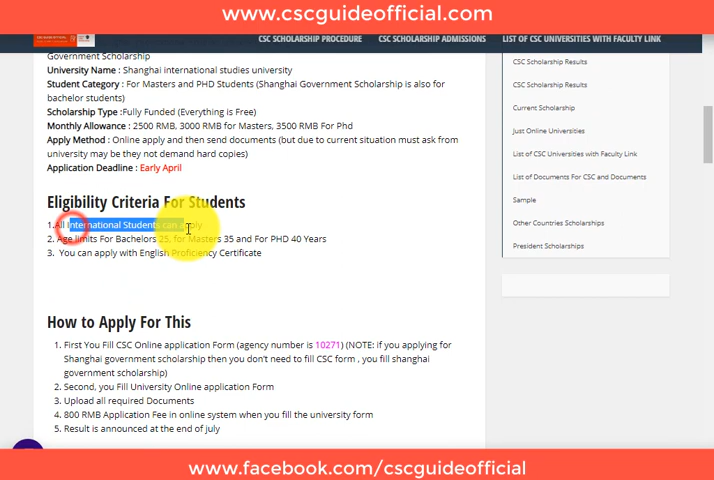 www.cscguideofficial.com
CSC SCHOLARSHIP PROCEDURE
CSC SCHOLARSHIP ADMISSIONS
LIST OF CSC UNIVERSITIES WITH FACULTY LINK
Government Scholarship
University Name : Shanghai international studies university
Student Category : For Masters and PHD Students (Shanghai Government Scholarship is also for
bachelor students)
Scholarship Type :Fully Funded (Everything is Free)
Monthly Allowance : 2500 RMB, 3000 RMB for Masters, 3500 RMB For Phd
Apply Method : Online apply and then send documents (but due to current situation must ask from
university may be they not demand hard copies)
Application Deadline : Early April
Eligibility Criteria For Students
1.All International Students can apply
2. Age limits For Bachelors 25, for Masters 35 and For PHD 40 Years
3. You can apply with English Proficiency Certificate
How to Apply For This
1. First You Fill CSC Online application Form (agency number is 10271) (NOTE: if you applying for
Shanghai government scholarship then you don't need to fill CSC form , you fill shanghai
government scholarship)
2. Second, you Fill University Online application Form
3. Upload all required Documents
4. 800 RMB Application Fee in online system when you fill the university form
5. Result is announced at the end of july
CSC Scholarship Results
CSC Scholarship Results
Current Scholarship
Just Online Universities
List of CSC Universities with Faculty Link
List of Documents For CSC and Documents
Sample
Other Countries Scholarship
President Scholarships
www.facebook.com/cscguideofficial